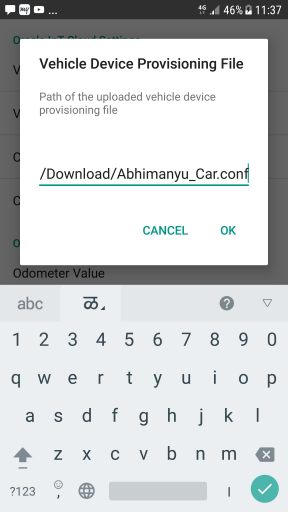 4G 46% 11:37
Vehicle Device Provisioning File
Path of the uploaded vehicle device
provisioning file
/Download/Abhimanyu_Car.conf
CANCEL OK
Odometer Value
abc
1 2 3 4 5 6 7 8 9 0
q w e r t y u i o p
a s d f g h j k l
z x c v b n m
?123 , l